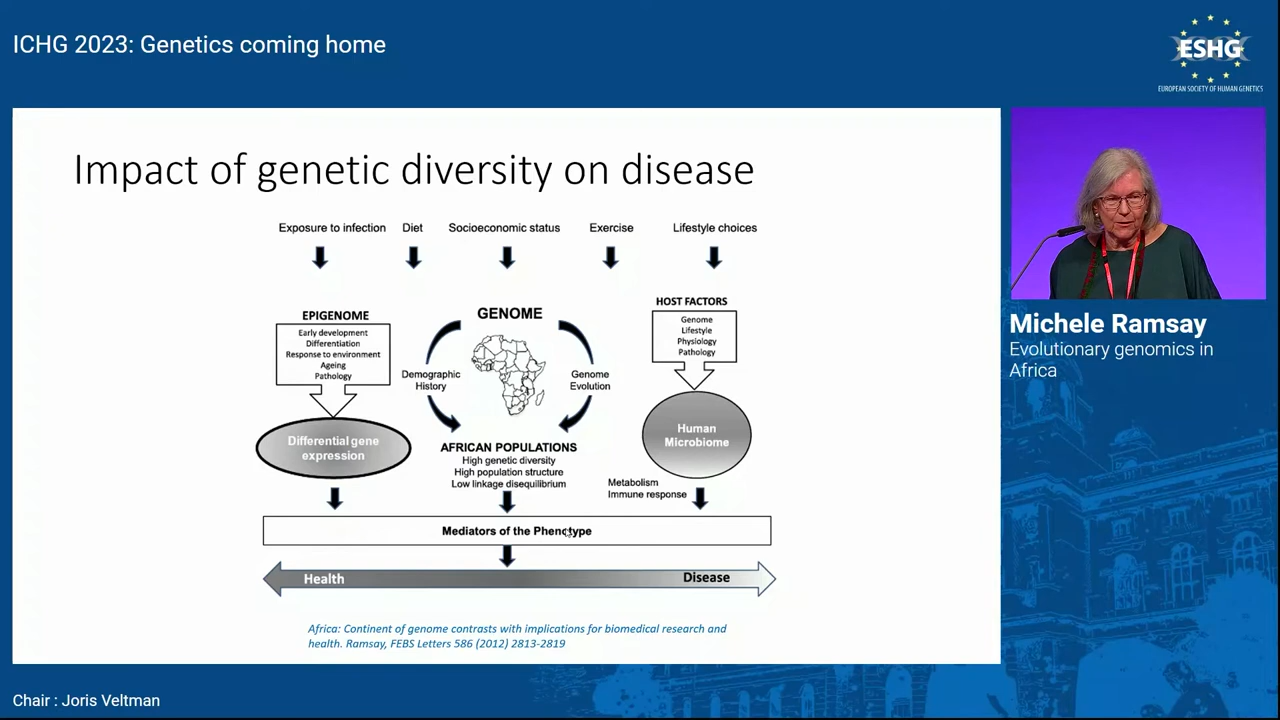 ICHG 2023: Genetics coming home
ESHG
EUROPEAN SOCIETY OF HUMAN GENETICS
Impact of genetic diversity on disease
Exposure to infection
Diet
Socioeconomic status
Exercise
Lifestyle choices
EPIGENOME
Early development
Differentiation
Response to environment
Ageing
Pathology
Differential gene
expression
GENOME
Demographic
History
Genome
Evolution
AFRICAN POPULATIONS
High genetic diversity
High population structure
Low linkage disequilibrium
HOST FACTORS
Genome
Lifestyle
Physiology
Pathology
Human
Microbiome
Metabolism
Immune response
Mediators of the Phenotype
Health
Disease
Africa: Continent of genome contrasts with implications for biomedical research and
health. Ramsay, FEBS Letters 586 (2012) 2813-2819
Michele Ramsay
Evolutionary genomics in
Africa
Chair : Joris Veltman